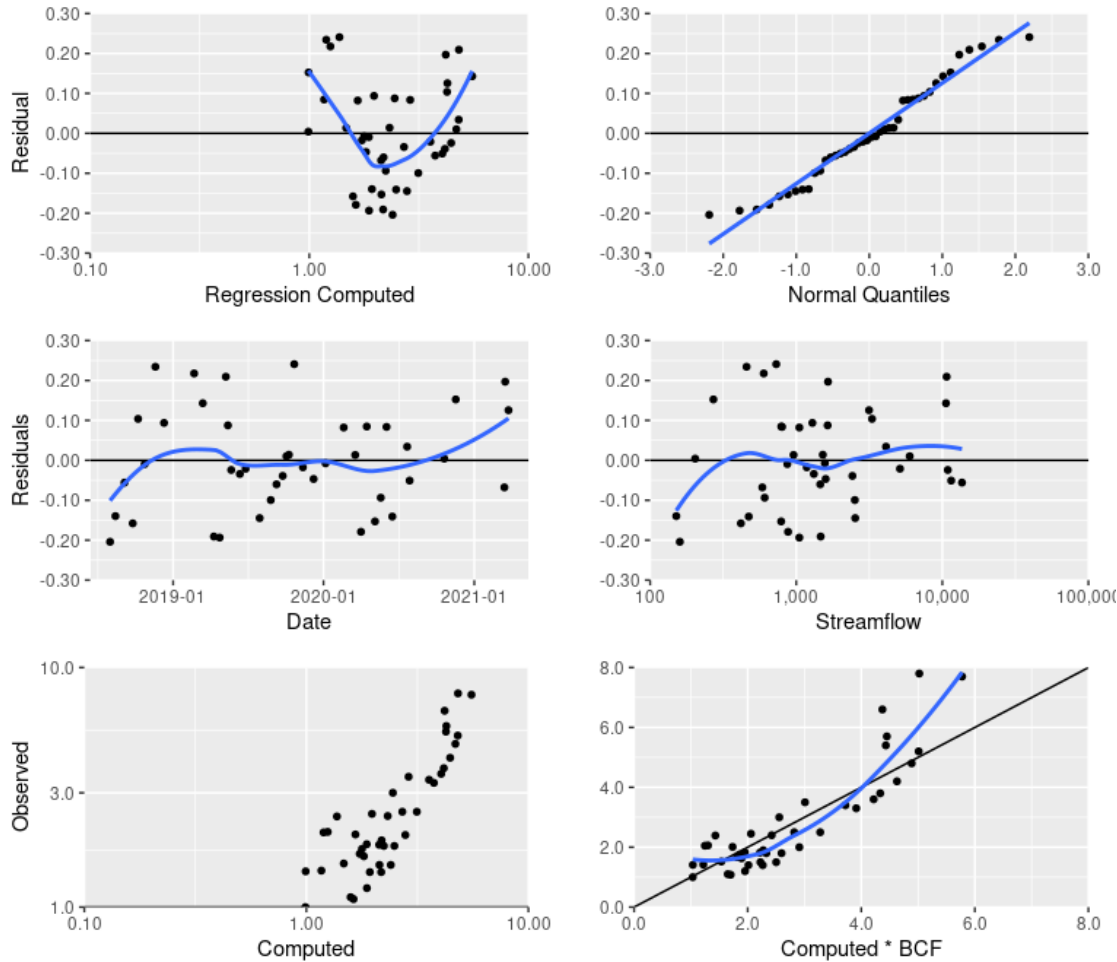 0.30 0.30
0.20 0.20
0.10 0.10
Residual
0.00 0.00
-0.10 -0.10
-0.20 -0.20
-0.30 -0.30
0.10 1.00 10.00 -3.0 -2.0 -1.0 0.0 1.0 2.0 3.0
Regression Computed Normal Quantiles
0.30 0.30
0.20 0.20
0.10 0.10
Residuals
0.00 0.00
-0.10 -0.10
-0.20 -0.20
-0.30 -0.30
2019-01 2020-01 2021-01 100 1,000 10,000 100,00
Date Streamflow
10.0 8.0
6.0
Observed
3.0 4.0
2.0
1.0 0.0
0.10 1.00 10.00 0.0 2.0 4.0 6.0 8.0
Computed Computed * BCF